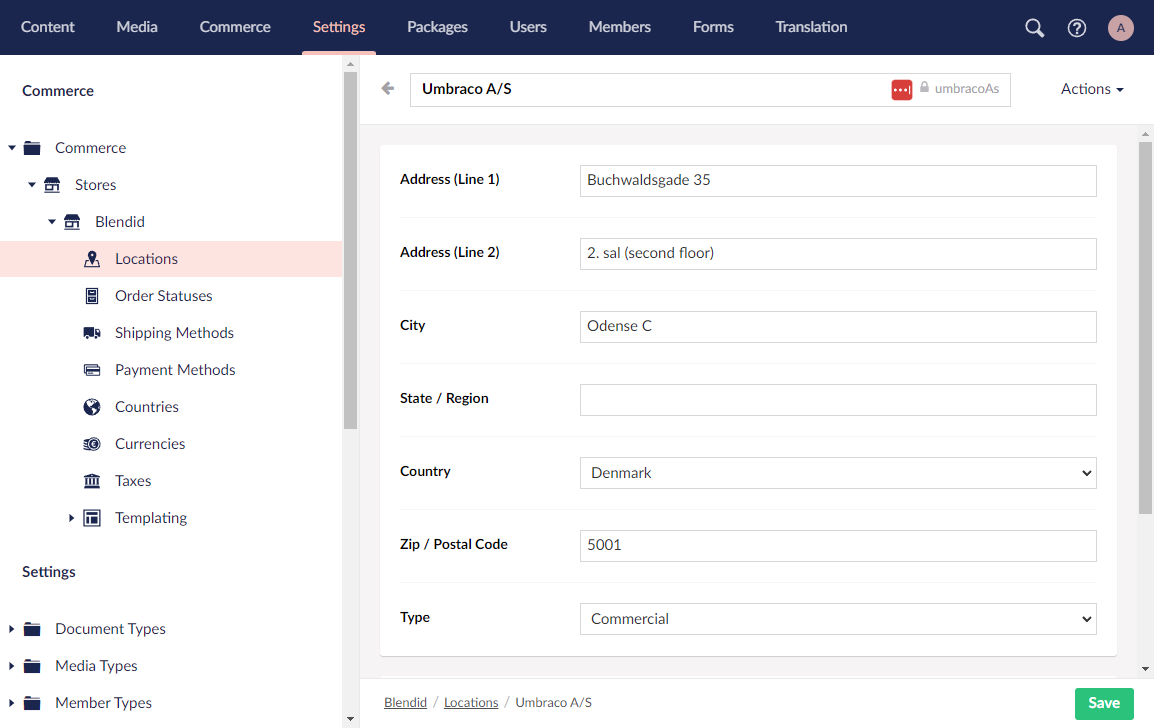 Content Media Commerce Settings Packages Users Members Forms Translation A
Commerce
Commerce
Stores
Blendid
Locations
Order Statuses
Shipping Methods
Payment Methods
Countries
Currencies
Taxes
Templating
Settings
Document Types
Media Types
Member Types
Umbraco A/S umbracoAs Actions
Address (Line 1) Buchwaldsgade 35
Address (Line 2) 2. sal (second floor)
City Odense C
State / Region
Country Denmark
Zip / Postal Code 5001
Type Commercial
Blendid / Locations / Umbraco A/S Save